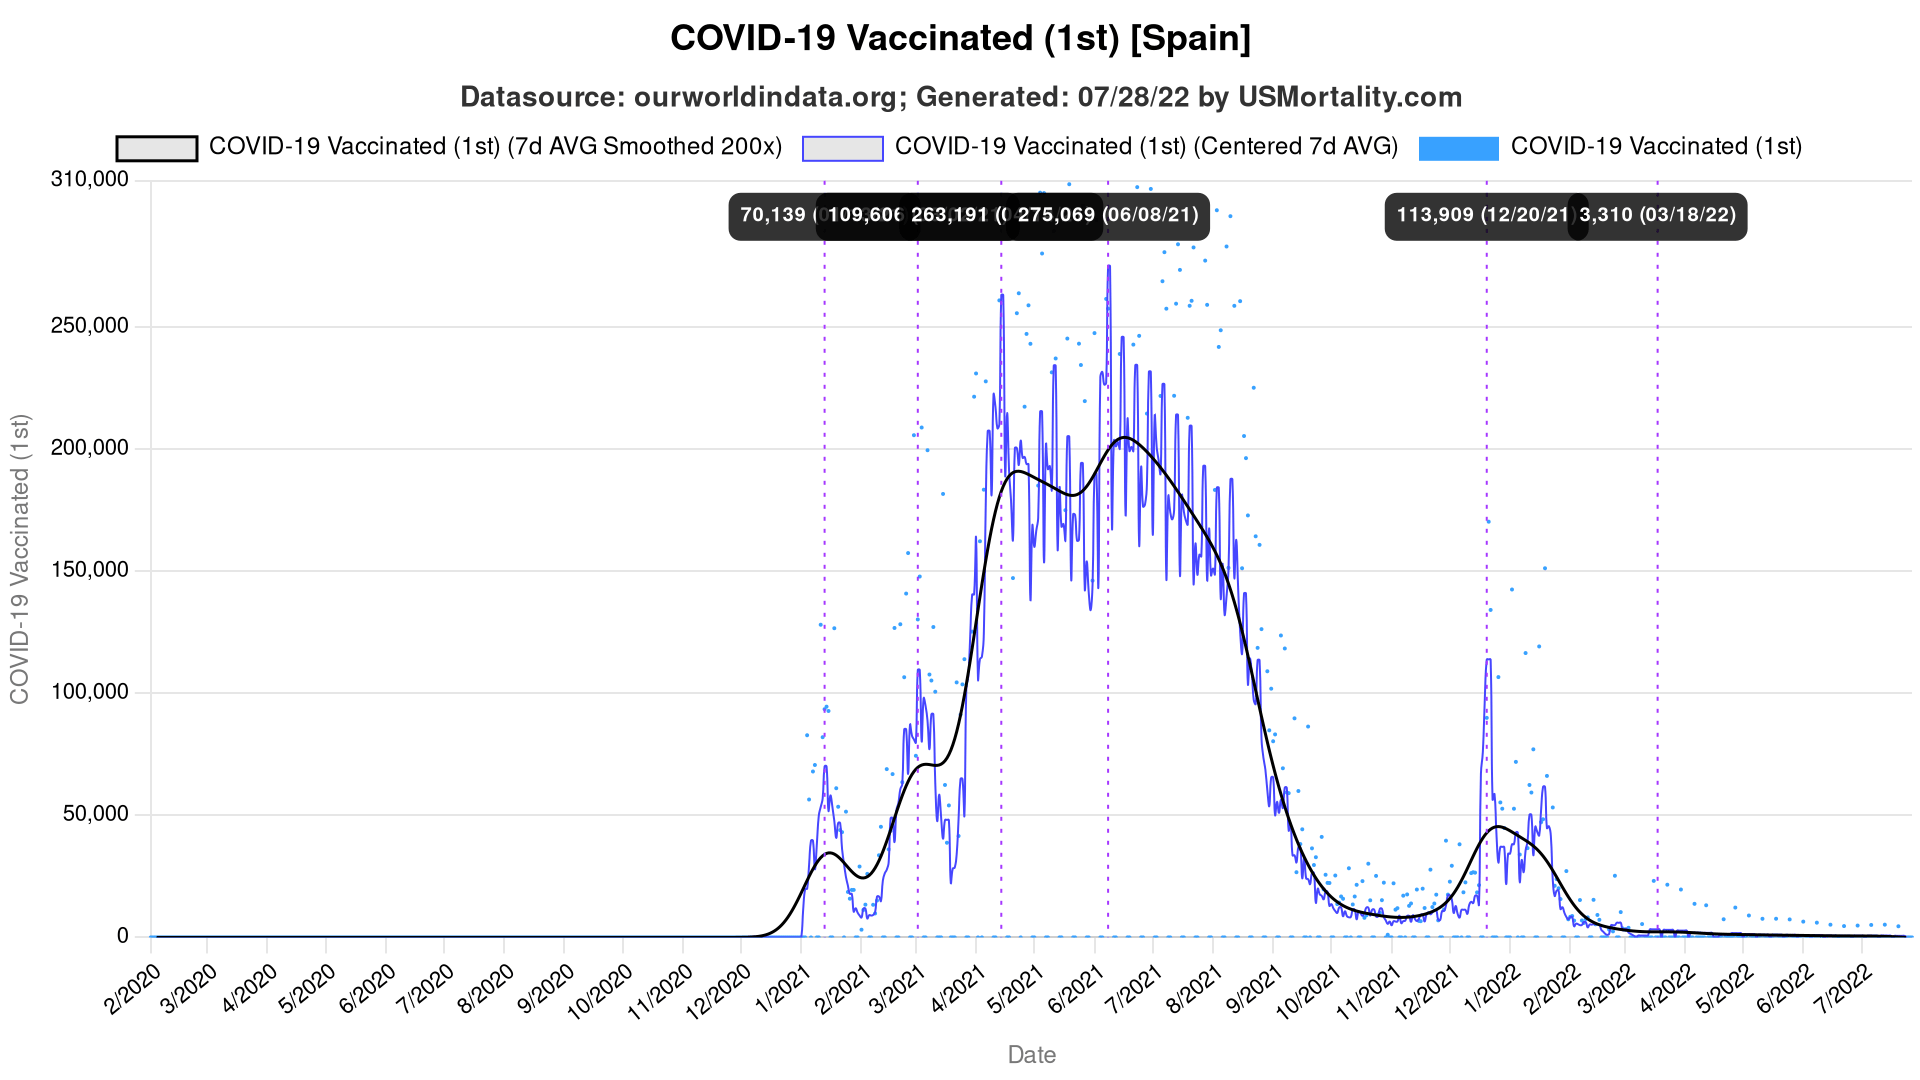 COVID-19 Vaccinated (1st) [Spain]
Datasource: ourworldindata.org; Generated: 07/28/22 by USMortality.com
COVID-19 Vaccinated (1st) (7d AVG Smoothed 200x) COVID-19 Vaccinated (1st) (Centered 7d AVG) COVID-19 Vaccinated (1st)
70,139 109,606 263,191 275,069 (06/08/21) 113,909 (12/20/21) 3,310 (03/18/22)
310,000
250,000
200,000
150,000
100,000
50,000
0
COVID-19 Vaccinated (1st)
2/2020 3/2020 4/2020 5/2020 6/2020 7/2020 8/2020 9/2020 10/2020 11/2020 12/2020 1/2021 2/2021 3/2021 4/2021 5/2021 6/2021 7/2021 8/2021 9/2021 10/2021 11/2021 12/2021 1/2022 2/2022 3/2022 4/2022 5/2022 6/2022 7/2022
Date